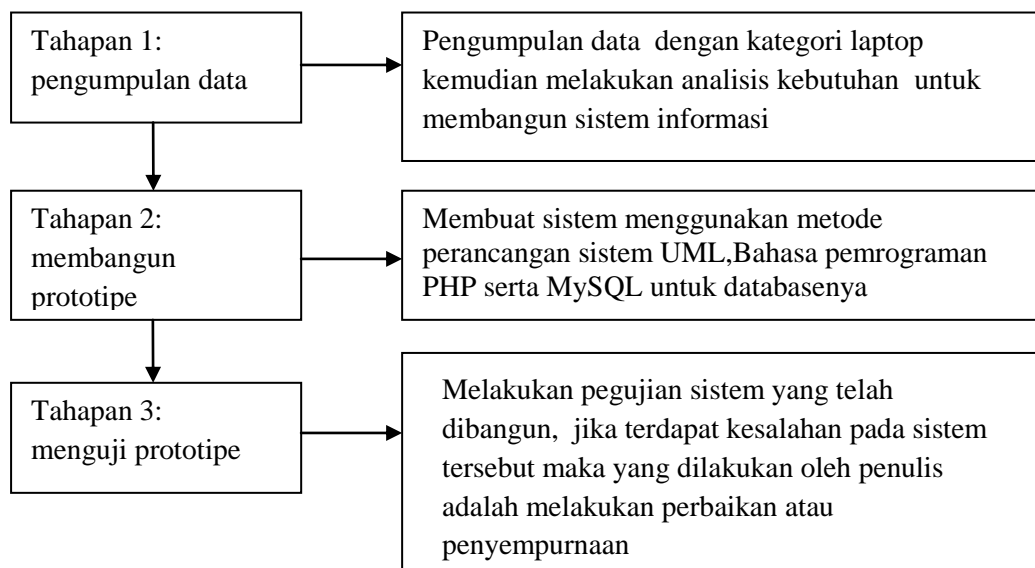 Tahapan 1:
pengumpulan data
Pengumpulan data  dengan kategori laptop
kemudian melakukan analisis kebutuhan  untuk
membangun sistem informasi
Tahapan 2:
membangun
prototipe
Membuat sistem menggunakan metode
perancangan sistem UML,Bahasa pemrograman
PHP serta MySQL untuk databasenya
Tahapan 3:
menguji prototipe
Melakukan pegujian sistem yang telah
dibangun,  jika terdapat kesalahan pada sistem
tersebut maka yang dilakukan oleh penulis
adalah melakukan perbaikan atau
penyempurnaan